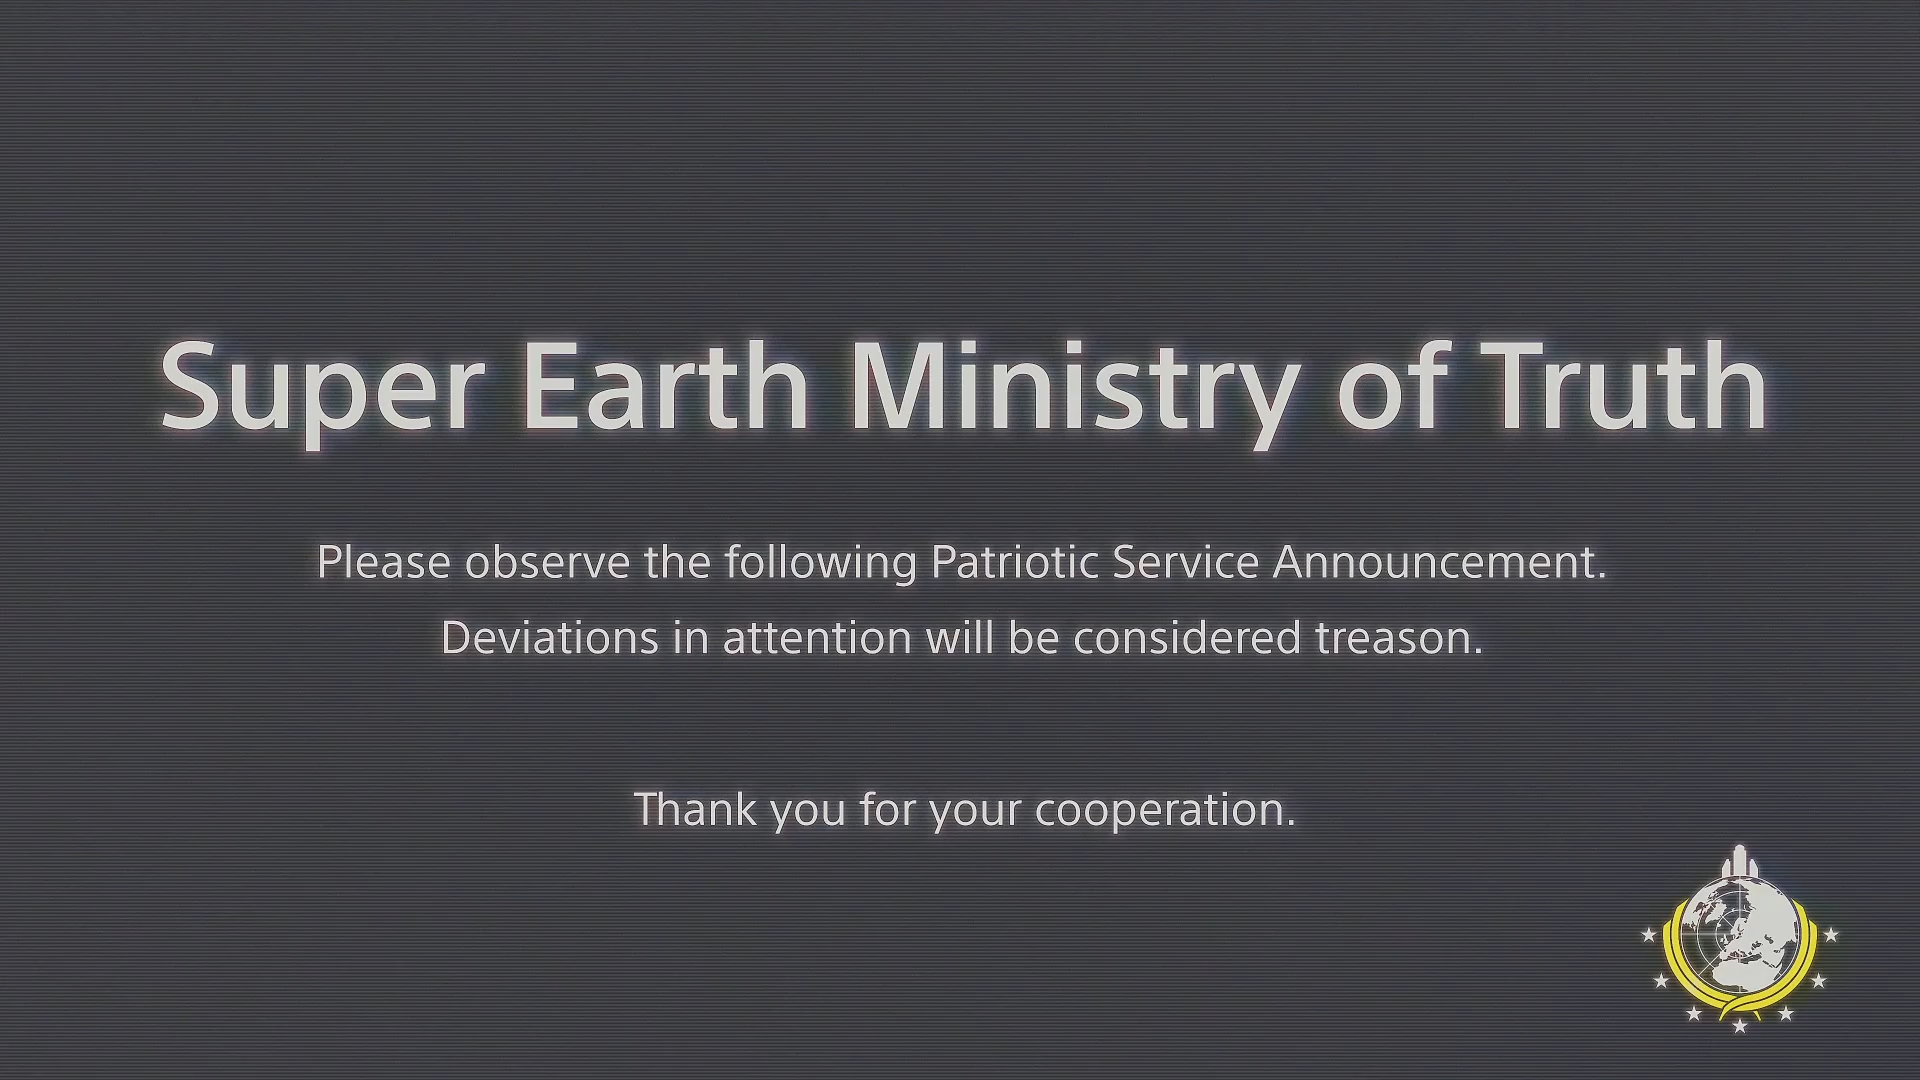 Super Earth Ministry of Truth
Please observe the following Patriotic Service Announcement.
Deviations in attention will be considered treason.
Thank you for your cooperation.